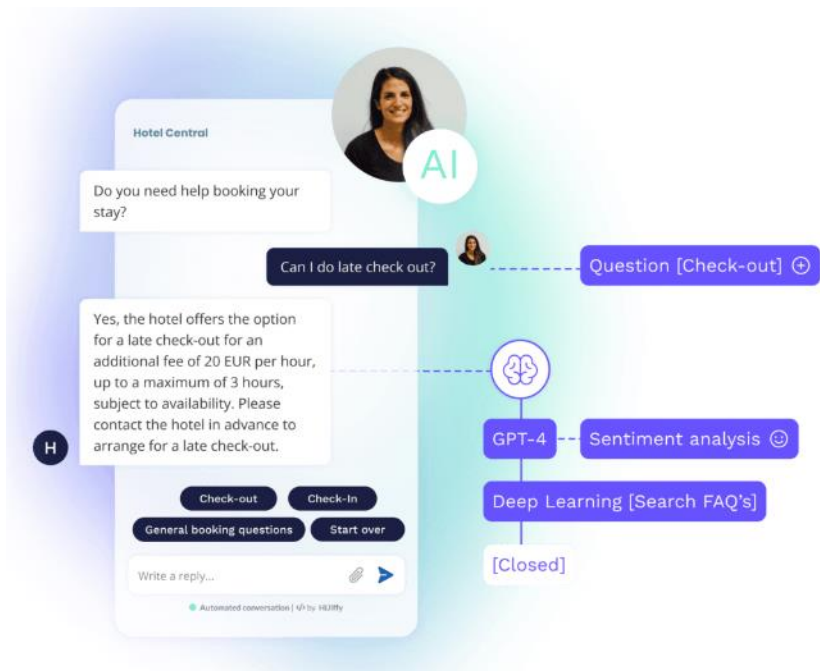 Hotel Central
AI
Do you need help booking your
stay?
Can I do late check out?
Question [Check-out]
Yes, the hotel offers the option
for a late check-out for an
additional fee of 20 EUR per hour,
up to a maximum of 3 hours,
subject to availability. Please
contact the hotel in advance to
arrange for a late check-out.
H
GPT-4
Sentiment analysis
Deep Learning [Search FAQ's]
[Closed]
Check-out
Check-In
General booking questions
Start over
Write a reply...
Automated conversation | </> by HiJiffy